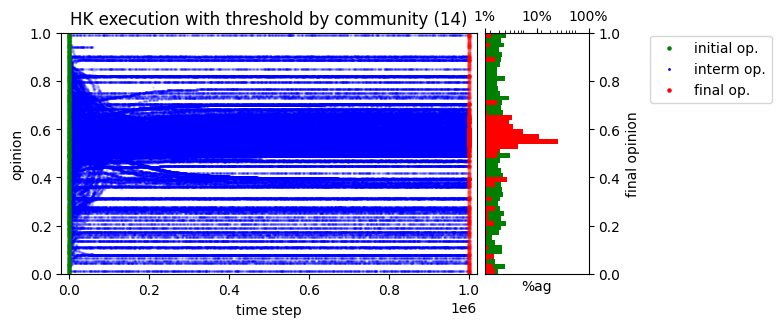 HK execution with threshold by community (14)
1% 10% 100%
initial op.
interm op.
final op.
opinion
1.0
0.8
0.6
0.4
0.2
0.0
1.0
0.8
0.6
0.4
0.2
0.0
final opinion
0.0 0.2 0.4 0.6 0.8 1.0
1e6
time step
%ag